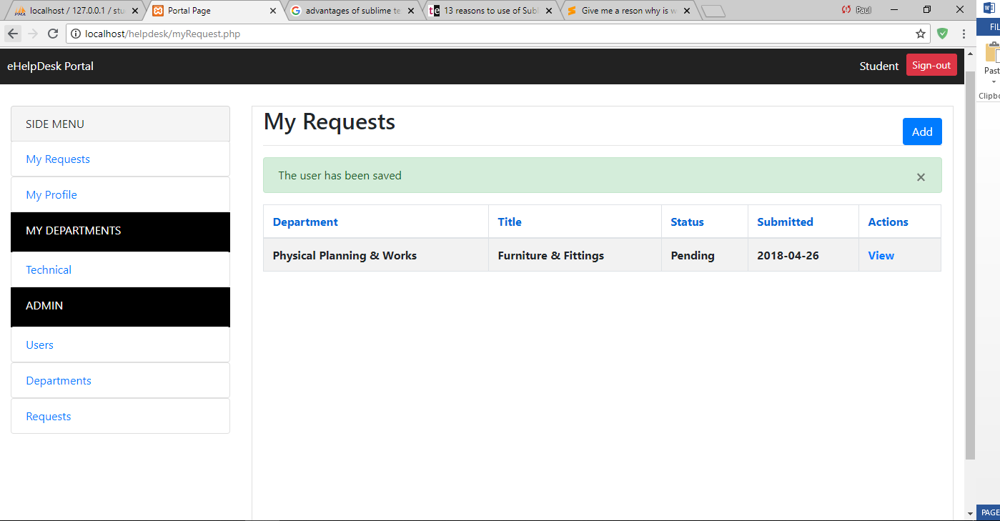 localhost / 127.0.0.1 / stu
Portal Page
advantages of sublime te
13 reasons to use of Subl
Give me a reson why is w
Paul
localhost/helpdesk/myRequest.php
FIL
Past
Clipbo
eHelpDesk Portal
Student
Sign-out
SIDE MENU
My Requests
My Profile
MY DEPARTMENTS
Technical
ADMIN
Users
Departments
Requests
My Requests
Add
The user has been saved ×
Department Title Status Submitted Actions
Physical Planning & Works Furniture & Fittings Pending 2018-04-26 View
PAGE